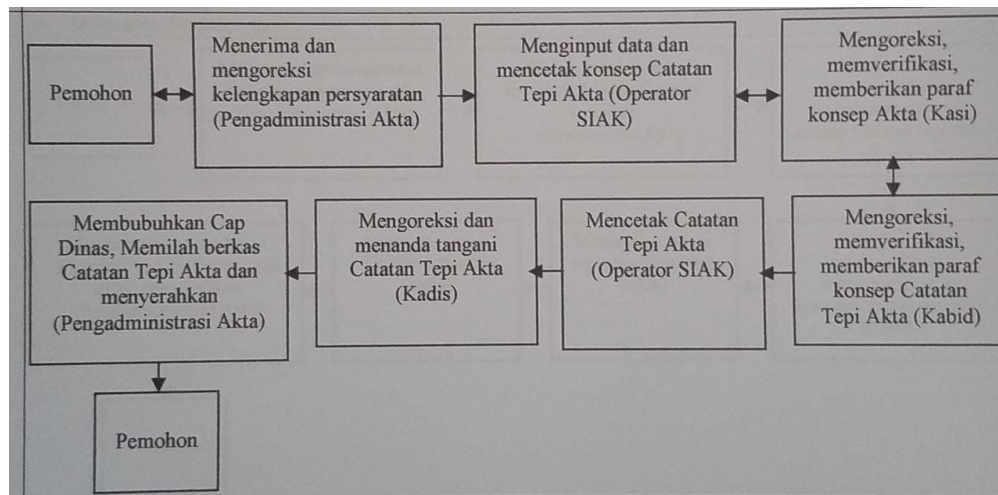 Pemohon
Menerima dan
mengoreksi
kelengkapan persyaratan
(Pengadministrasi Akta)
Menginput data dan
mencetak konsep Catatan
Tepi Akta (Operator
SIAK)
Mengoreksi,
memverifikasi,
memberikan paraf
konsep Akta (Kasi)
Mengoreksi,
memverifikasi,
memberikan paraf
konsep Catatan
Tepi Akta (Kabid)
Mencetak Catatan
Tepi Akta
(Operator SIAK)
Mengoreksi dan
menanda tangani
Catatan Tepi Akta
(Kadis)
Membubuhkan Cap
Dinas, Memilah berkas
Catatan Tepi Akta dan
menyerahkan
(Pengadministrasi Akta)
Pemohon